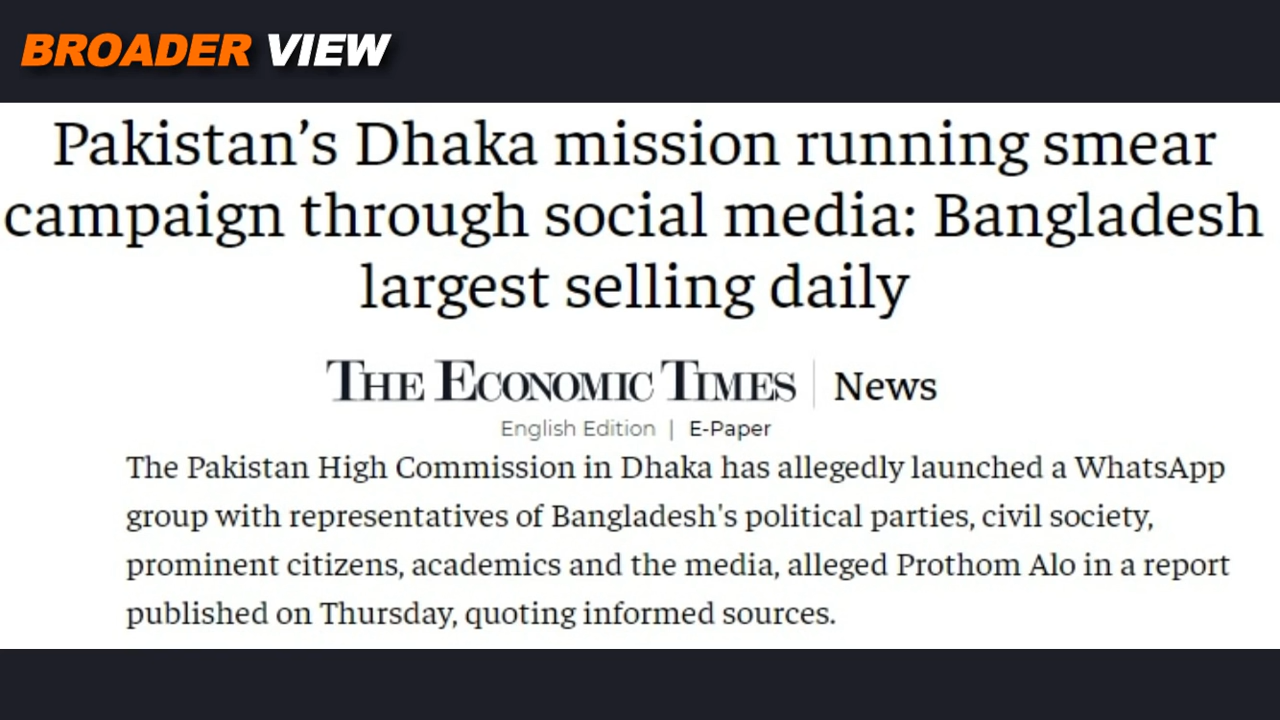 BROADER VIEW
Pakistan’s Dhaka mission running smear
campaign through social media: Bangladesh
largest selling daily
THE ECONOMIC TIMES | News
English Edition | E-Paper
The Pakistan High Commission in Dhaka has allegedly launched a WhatsApp
group with representatives of Bangladesh's political parties, civil society,
prominent citizens, academics and the media, alleged Prothom Alo in a report
published on Thursday, quoting informed sources.